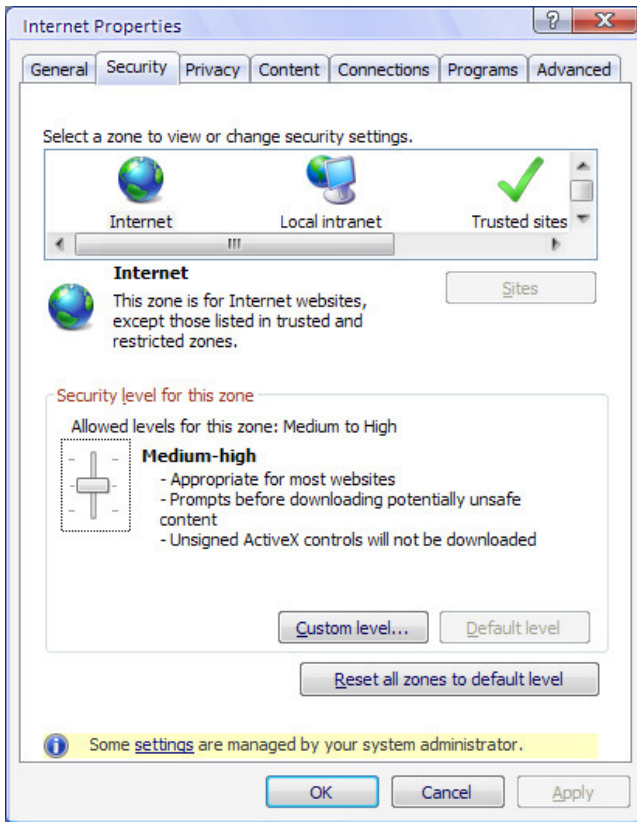 Internet Properties
General Security Privacy Content Connections Programs Advanced
Select a zone to view or change security settings.
Internet Local intranet Trusted sites
Internet
Sites
This zone is for Internet websites,
except those listed in trusted and
restricted zones.
Security level for this zone
Allowed levels for this zone: Medium to High
Medium-high
- Appropriate for most websites
- Prompts before downloading potentially unsafe
content
- Unsigned ActiveX controls will not be downloaded
Custom level... Default level
Reset all zones to default level
Some settings are managed by your system administrator.
OK Cancel Apply